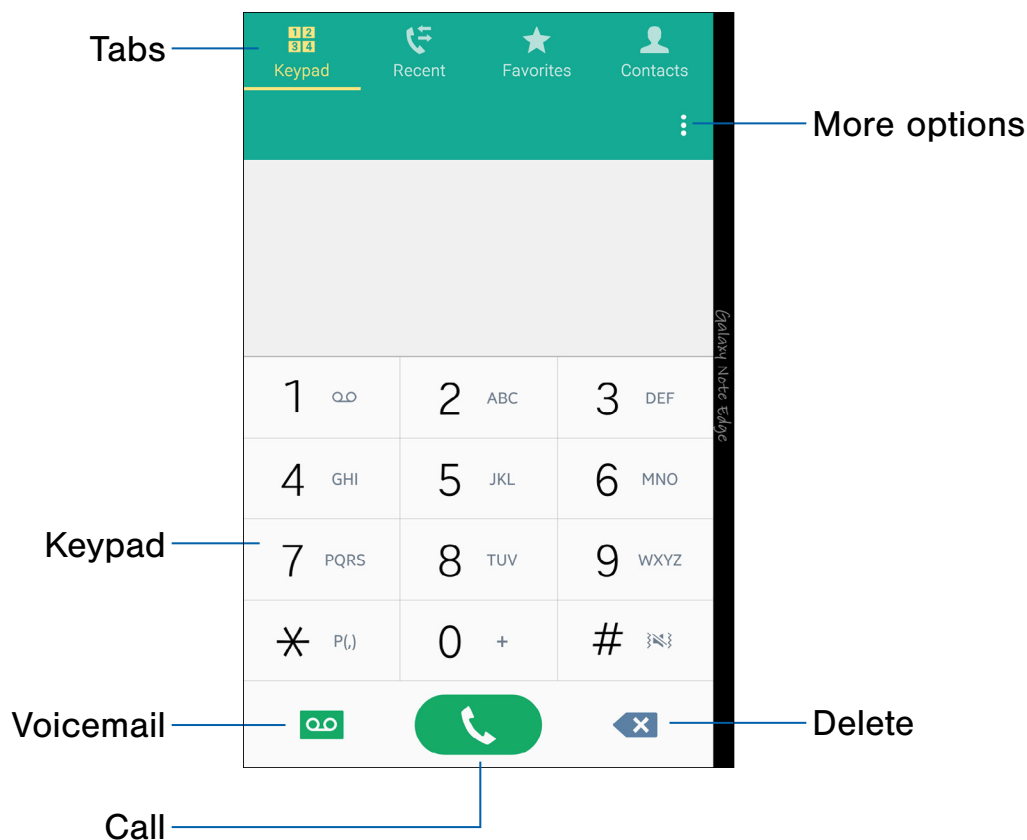 Tabs
Keypad Recent Favorites Contacts
More options
Galaxy Note Edge
1 2 ABC 3 DEF
4 GHI 5 JKL 6 MNO
Keypad
7 PQRS 8 TUV 9 WXYZ
* P(,) 0 + #
Voicemail
Delete
Call